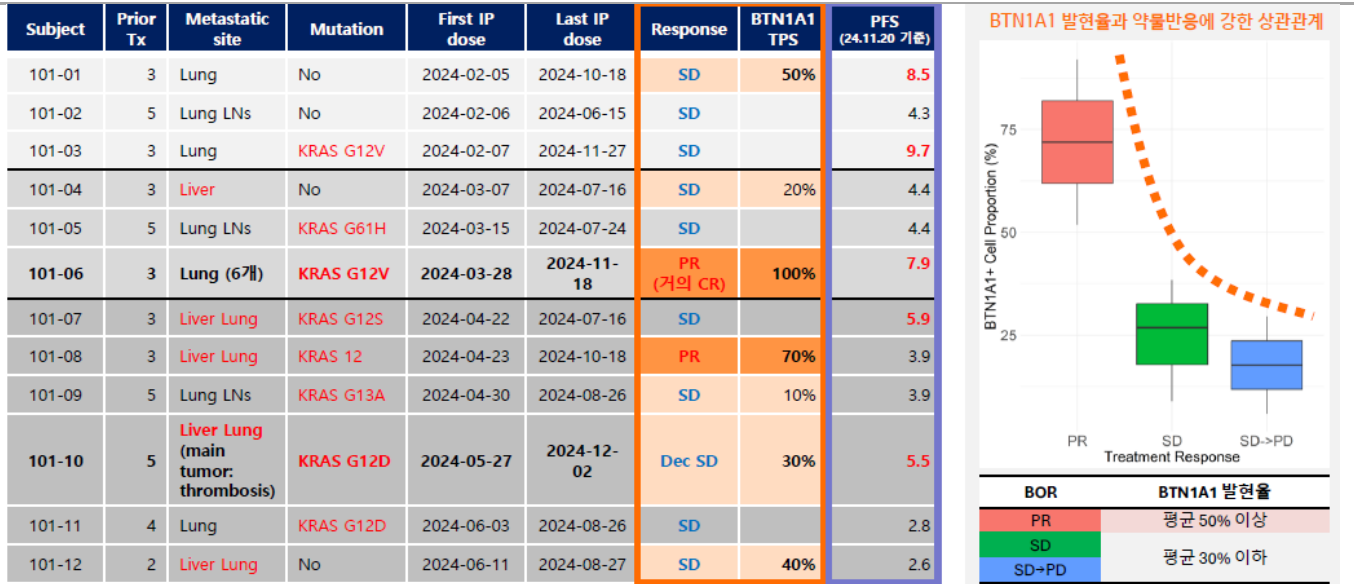 Subject Prior Tx Metastatic site Mutation First IP dose Last IP dose Response BTN1A1 TPS PFS (24.11.20 기준)
101-01 3 Lung No 2024-02-05 2024-10-18 SD 50% 8.5
101-02 5 Lung LNs No 2024-02-06 2024-06-15 SD 4.3
101-03 3 Lung KRAS G12V 2024-02-07 2024-11-27 SD 9.7
101-04 3 Liver No 2024-03-07 2024-07-16 SD 20% 4.4
101-05 5 Lung LNs KRAS G61H 2024-03-15 2024-07-24 SD 4.4
101-06 3 Lung (6개) KRAS G12V 2024-03-28 2024-11-18 PR (거의 CR) 100% 7.9
101-07 3 Liver Lung KRAS G12S 2024-04-22 2024-07-16 SD 5.9
101-08 3 Liver Lung KRAS 12 2024-04-23 2024-10-18 PR 70% 3.9
101-09 5 Lung LNs KRAS G13A 2024-04-30 2024-08-26 SD 10% 3.9
101-10 5 Liver Lung (main tumor: thrombosis) KRAS G12D 2024-05-27 2024-12-02 Dec SD 30% 5.5
101-11 4 Lung KRAS G12D 2024-06-03 2024-08-26 SD 2.8
101-12 2 Liver Lung No 2024-06-11 2024-08-27 SD 40% 2.6
BTN1A1 발현율과 약물반응에 강한 상관관계
BTN1A1+ Cell Proportion (%)
75
50
25
PR SD SD->PD
Treatment Response
BOR BTN1A1 발현율
PR 평균 50% 이상
SD 평균 30% 이하
SD→PD